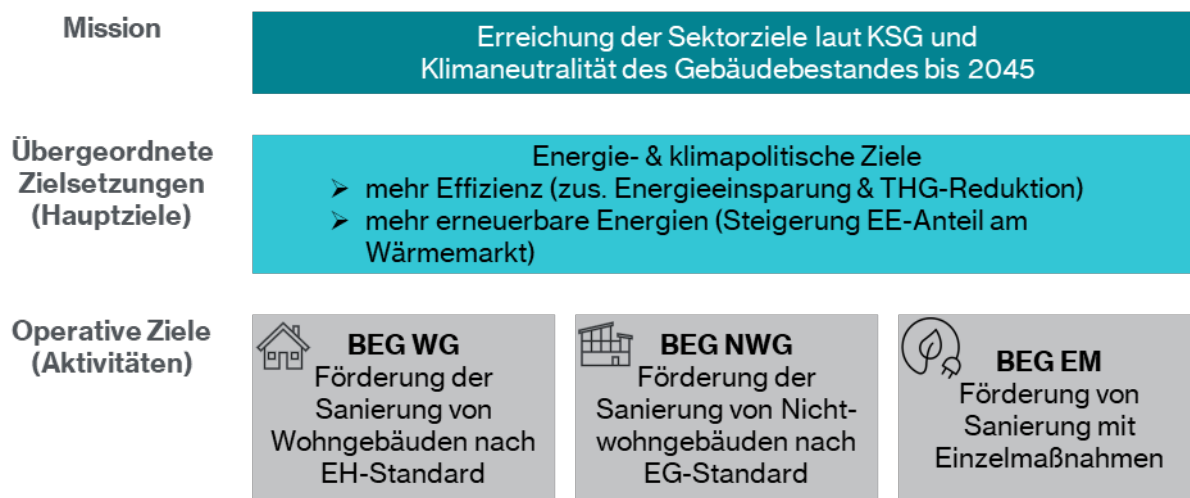 Mission
Erreichung der Sektorziele laut KSG und
Klimaneutralität des Gebäudebestandes bis 2045
Übergeordnete
Zielsetzungen
(Hauptziele)
Energie- & klimapolitische Ziele
➢ mehr Effizienz (zus. Energieeinsparung & THG-Reduktion)
➢ mehr erneuerbare Energien (Steigerung EE-Anteil am
Wärmemarkt)
Operative Ziele
(Aktivitäten)
BEG WG
Förderung der
Sanierung von
Wohngebäuden nach
EH-Standard
BEG NWG
Förderung der
Sanierung von Nicht-
wohngebäuden nach
EG-Standard
BEG EM
Förderung von
Sanierung mit
Einzelmaßnahmen